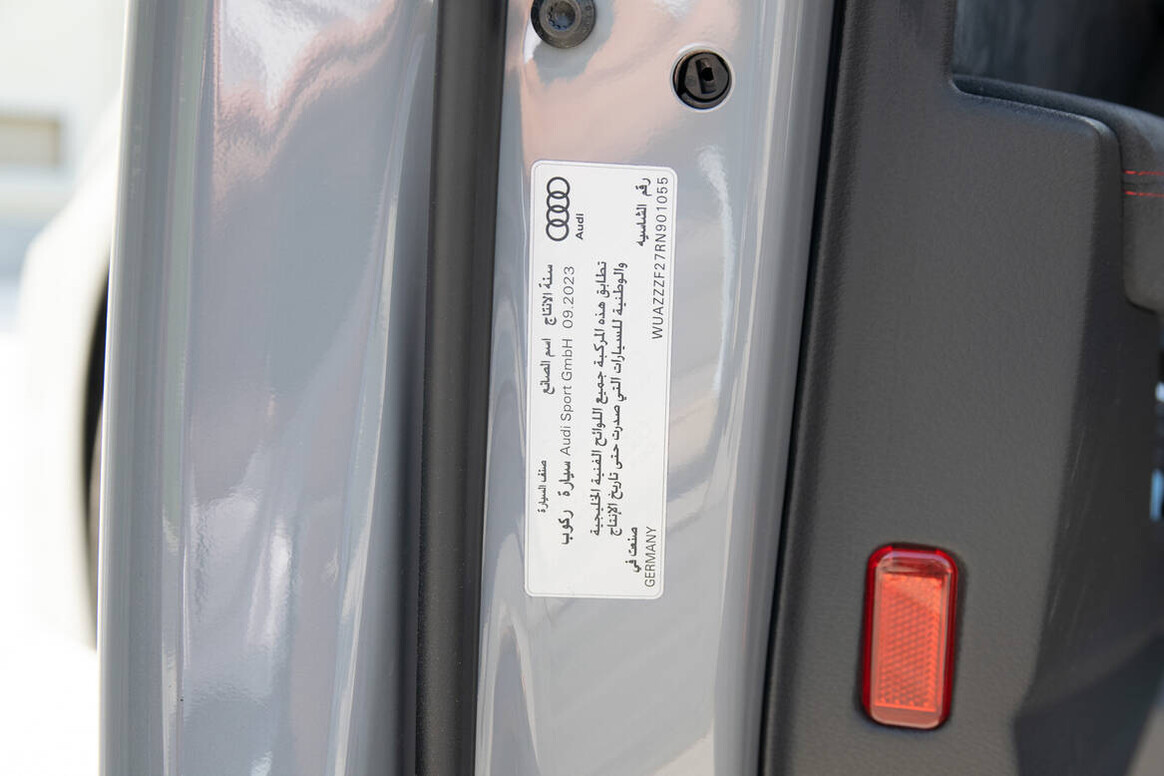 Audi
سنة الانتاج
09.2023
اسم الصانع
Audi Sport GmbH
صنف السيارة
سيارة ركوب
تطابق هذه المركبة جميع اللوائح الفنية الخليجية
والوطنية للسيارات التي صدرت حتى تاريخ الإنتاج
رقم الشاسيه
WUAZZZF27RN901055
صنعت في
GERMANY